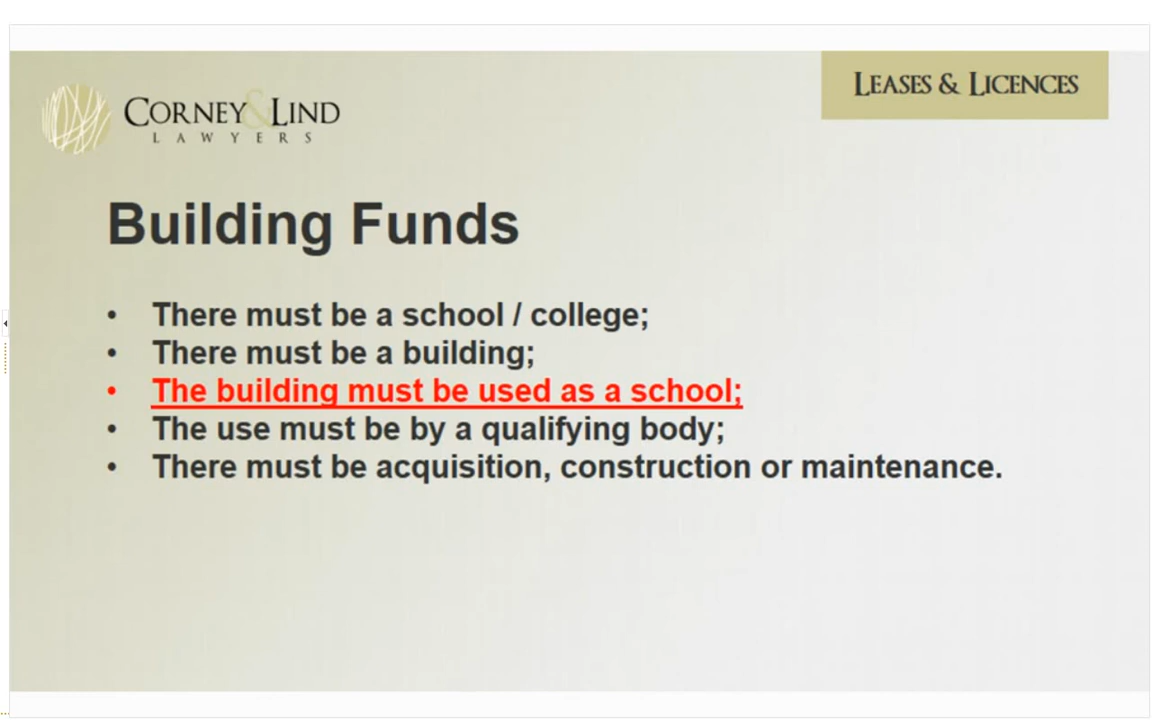 CORNEY & LIND
LAWYERS
LEASES & LICENCES
Building Funds
• There must be a school / college;
• There must be a building;
• The building must be used as a school;
• The use must be by a qualifying body;
• There must be acquisition, construction or maintenance.